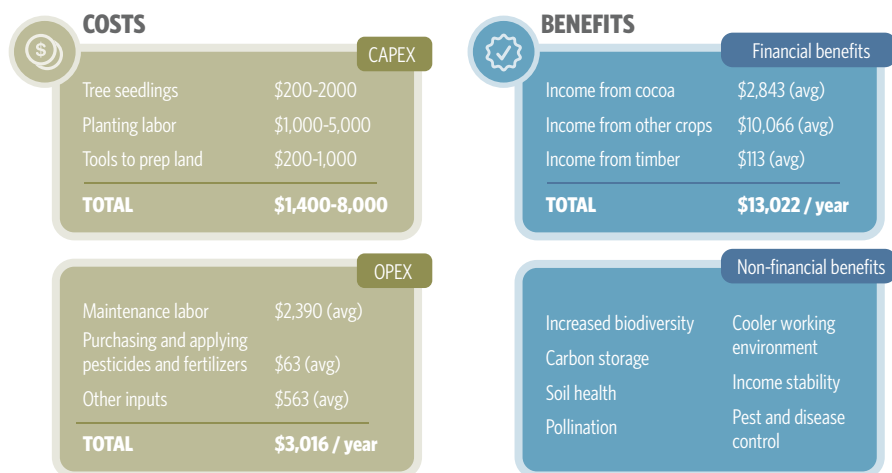 COSTS
CAPEX
Tree seedlings $200-2000
Planting labor $1,000-5,000
Tools to prep land $200-1,000
TOTAL $1,400-8,000
OPEX
Maintenance labor $2,390 (avg)
Purchasing and applying
pesticides and fertilizers $63 (avg)
Other inputs $563 (avg)
TOTAL $3,016 / year
BENEFITS
Financial benefits
Income from cocoa $2,843 (avg)
Income from other crops $10,066 (avg)
Income from timber $113 (avg)
TOTAL $13,022 / year
Non-financial benefits
Increased biodiversity
Carbon storage
Soil health
Pollination
Cooler working
environment
Income stability
Pest and disease
control